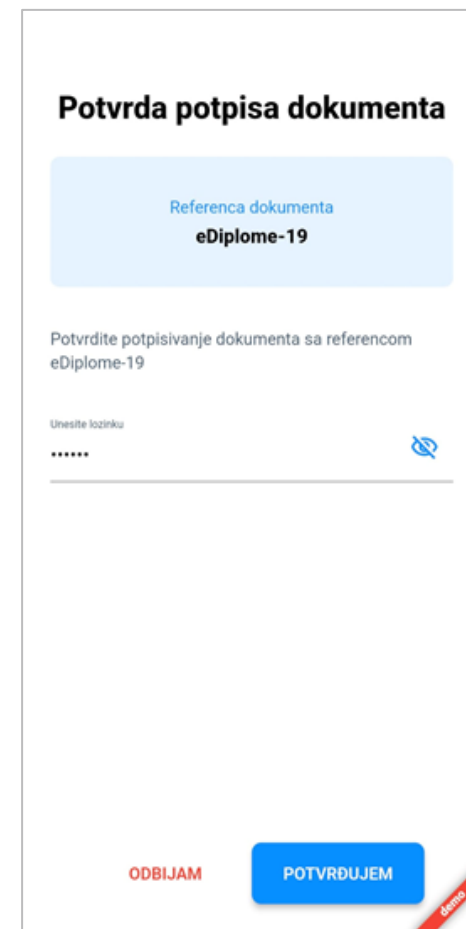 Potvrda potpisa dokumenta
Referenca dokumenta
eDiplome-19
Potvrdite potpisivanje dokumenta sa referencom
eDiplome-19
Unesite lozinku
••••••
ODBIJAM
POTVRĐUJEM
demo